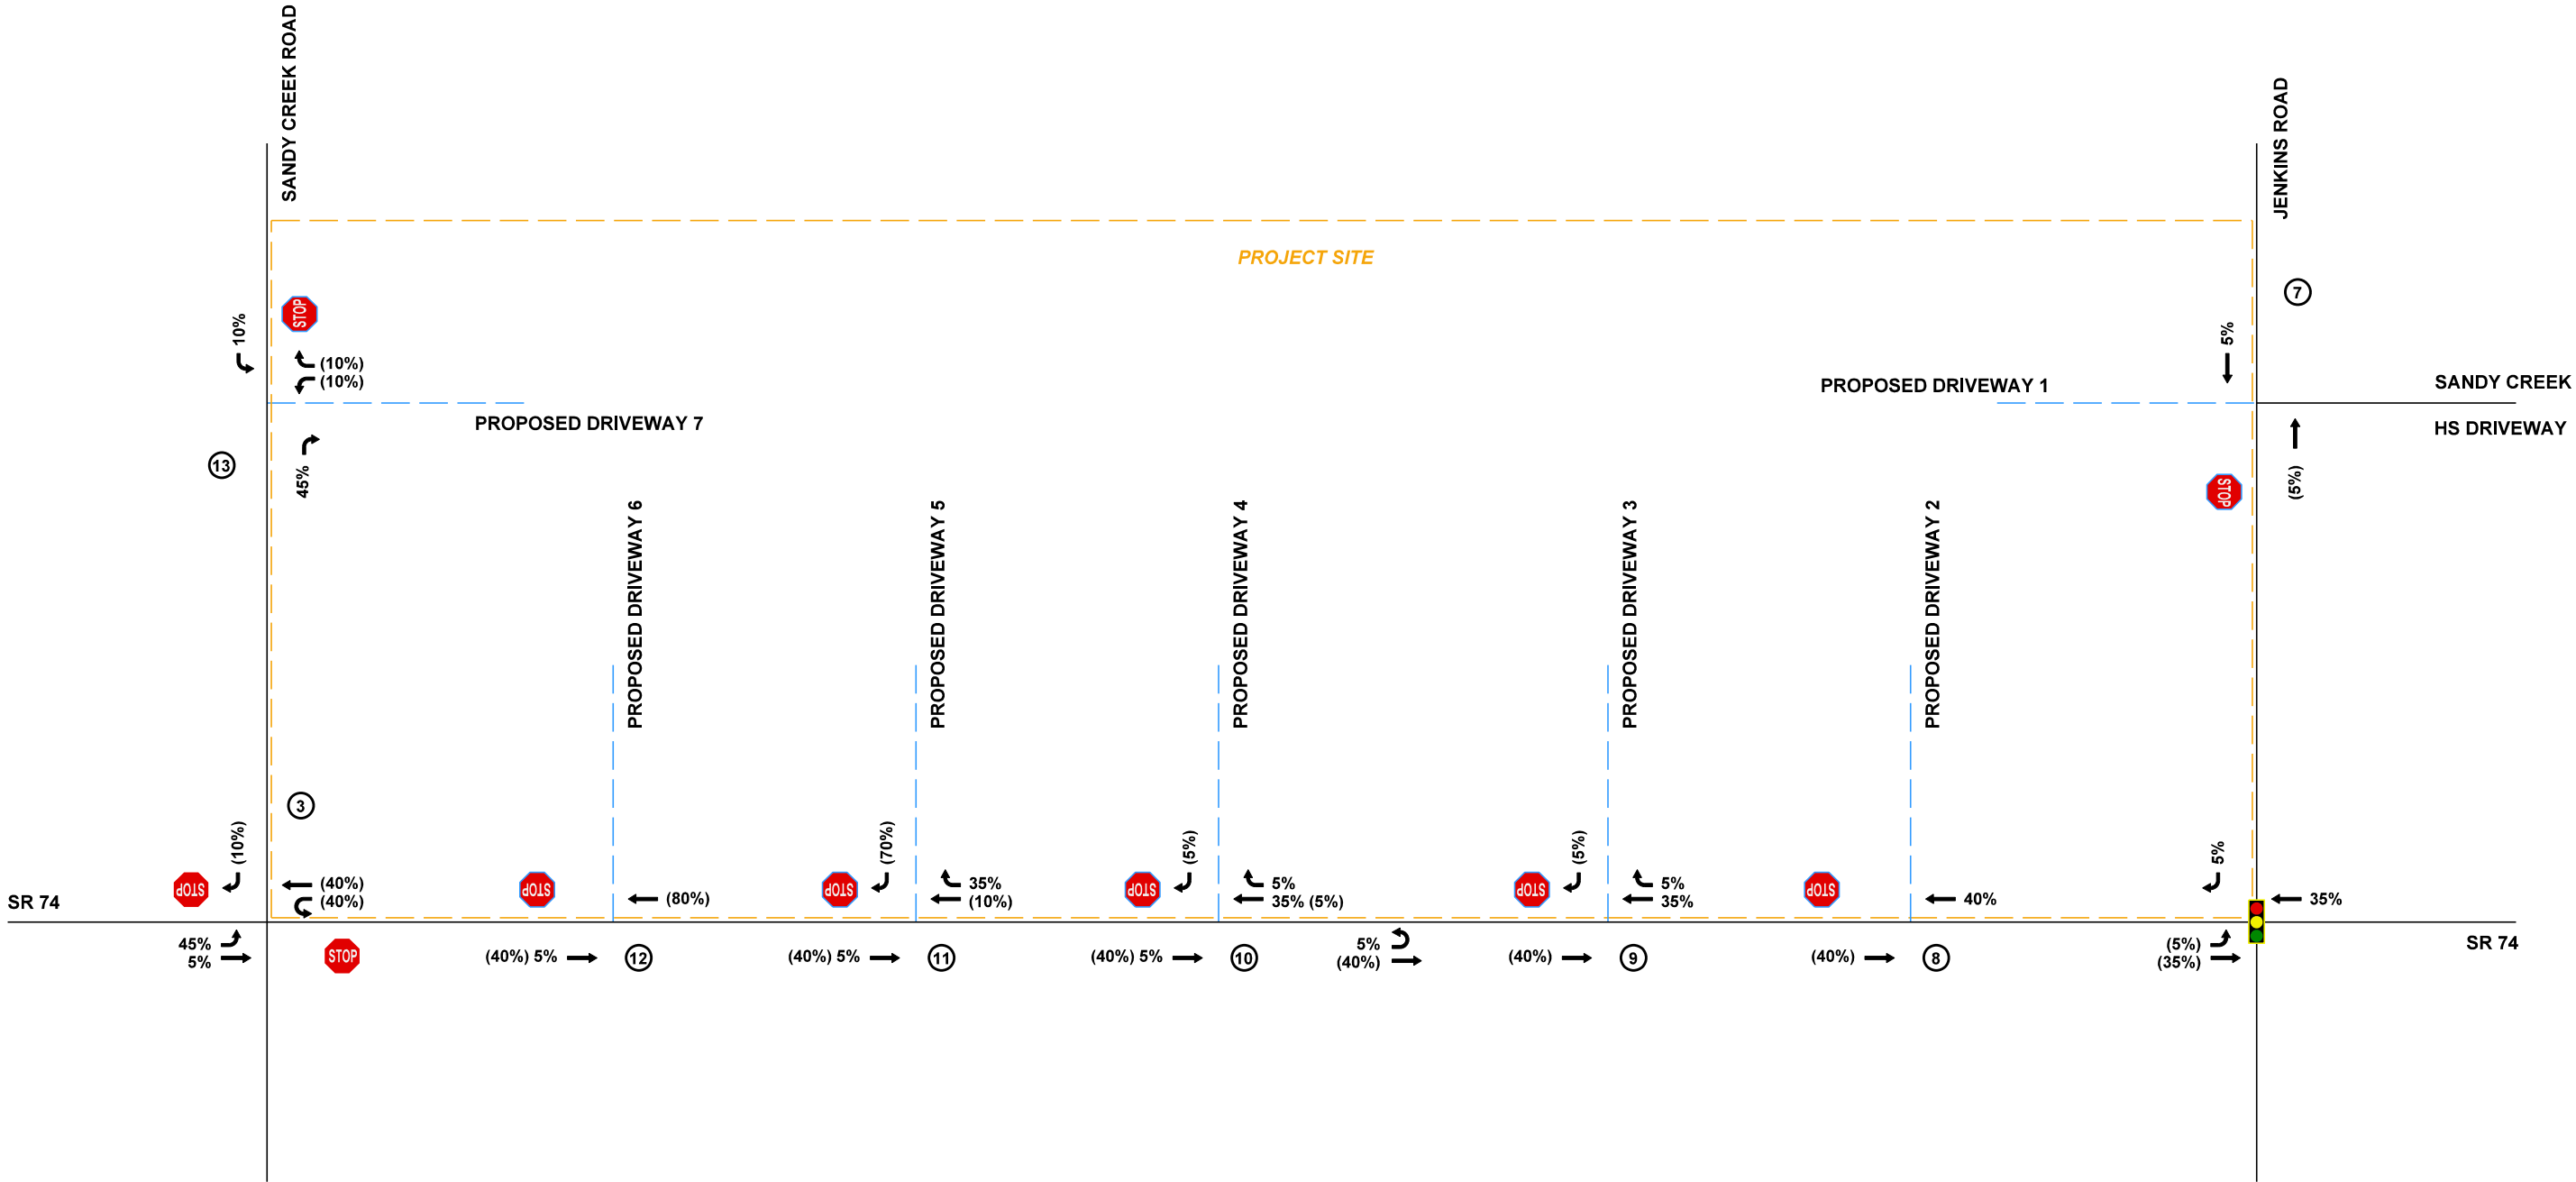 SANDY CREEK ROAD
JENKINS ROAD
PROJECT SITE
7
STOP
10%
5%
(10%)
(10%)
PROPOSED DRIVEWAY 1
SANDY CREEK
PROPOSED DRIVEWAY 7
HS DRIVEWAY
13
45%
(5%)
STOP
PROPOSED DRIVEWAY 6
PROPOSED DRIVEWAY 5
PROPOSED DRIVEWAY 4
PROPOSED DRIVEWAY 3
PROPOSED DRIVEWAY 2
3
(10%)
(70%)
(5%)
(5%)
5%
STOP
(40%)
(40%)
STOP
(80%)
STOP
35%
(10%)
STOP
5%
35% (5%)
STOP
5%
35%
STOP
40%
35%
SR 74
SR 74
45%
5%
STOP
(40%) 5%
12
(40%) 5%
11
(40%) 5%
10
5%
(40%)
(40%)
9
(40%)
8
(5%)
(35%)